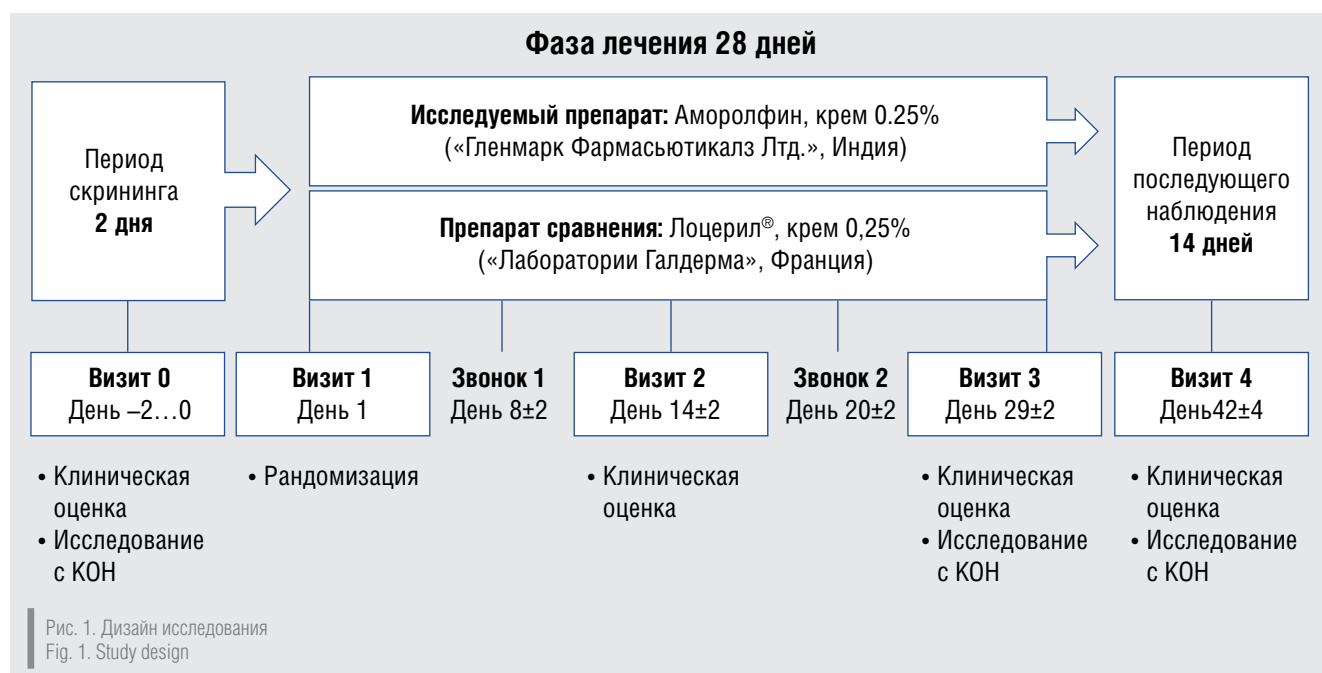 Фаза лечения 28 дней
Период
скрининга
2 дня
Исследуемый препарат: Аморолфин, крем 0.25%
(«Гленмарк Фармасьютикалз Лтд.», Индия)
Препарат сравнения: Лоцерил®, крем 0,25%
(«Лаборатории Галдерма», Франция)
Период
последующего
наблюдения
14 дней
Визит 0
День –2…0
Визит 1
День 1
Звонок 1
День 8±2
Визит 2
День 14±2
Звонок 2
День 20±2
Визит 3
День 29±2
Визит 4
День42±4
• Клиническая
оценка
• Исследование
с КОН
• Рандомизация
• Клиническая
оценка
• Клиническая
оценка
• Исследование
с КОН
• Клиническая
оценка
• Исследование
с КОН
Рис. 1. Дизайн исследования
Fig. 1. Study design